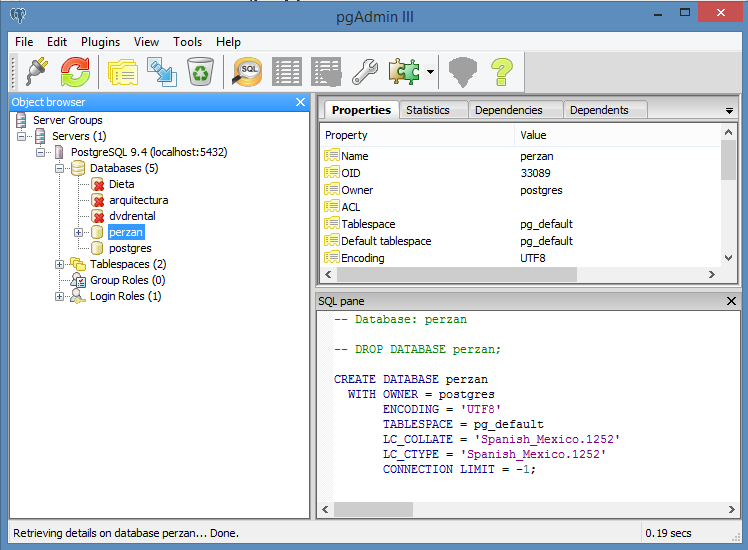 pgAdmin III
File Edit Plugins View Tools Help
SQL
Object browser
Server Groups
Servers (1)
PostgreSQL 9.4 (localhost:5432)
Databases (5)
Dieta
arquitectura
dvdrental
perzan
postgres
Tablespaces (2)
Group Roles (0)
Login Roles (1)
Properties Statistics Dependencies Dependents
Property Value
Name perzan
OID 33089
Owner postgres
ACL
Tablespace pg_default
Default tablespace pg_default
Encoding UTF8
SQL pane
-- Database: perzan
-- DROP DATABASE perzan;
CREATE DATABASE perzan
WITH OWNER = postgres
ENCODING = 'UTF8'
TABLESPACE = pg_default
LC_COLLATE = 'Spanish_Mexico.1252'
LC_CTYPE = 'Spanish_Mexico.1252'
CONNECTION LIMIT = -1;
Retrieving details on database perzan... Done. 0.19 secs